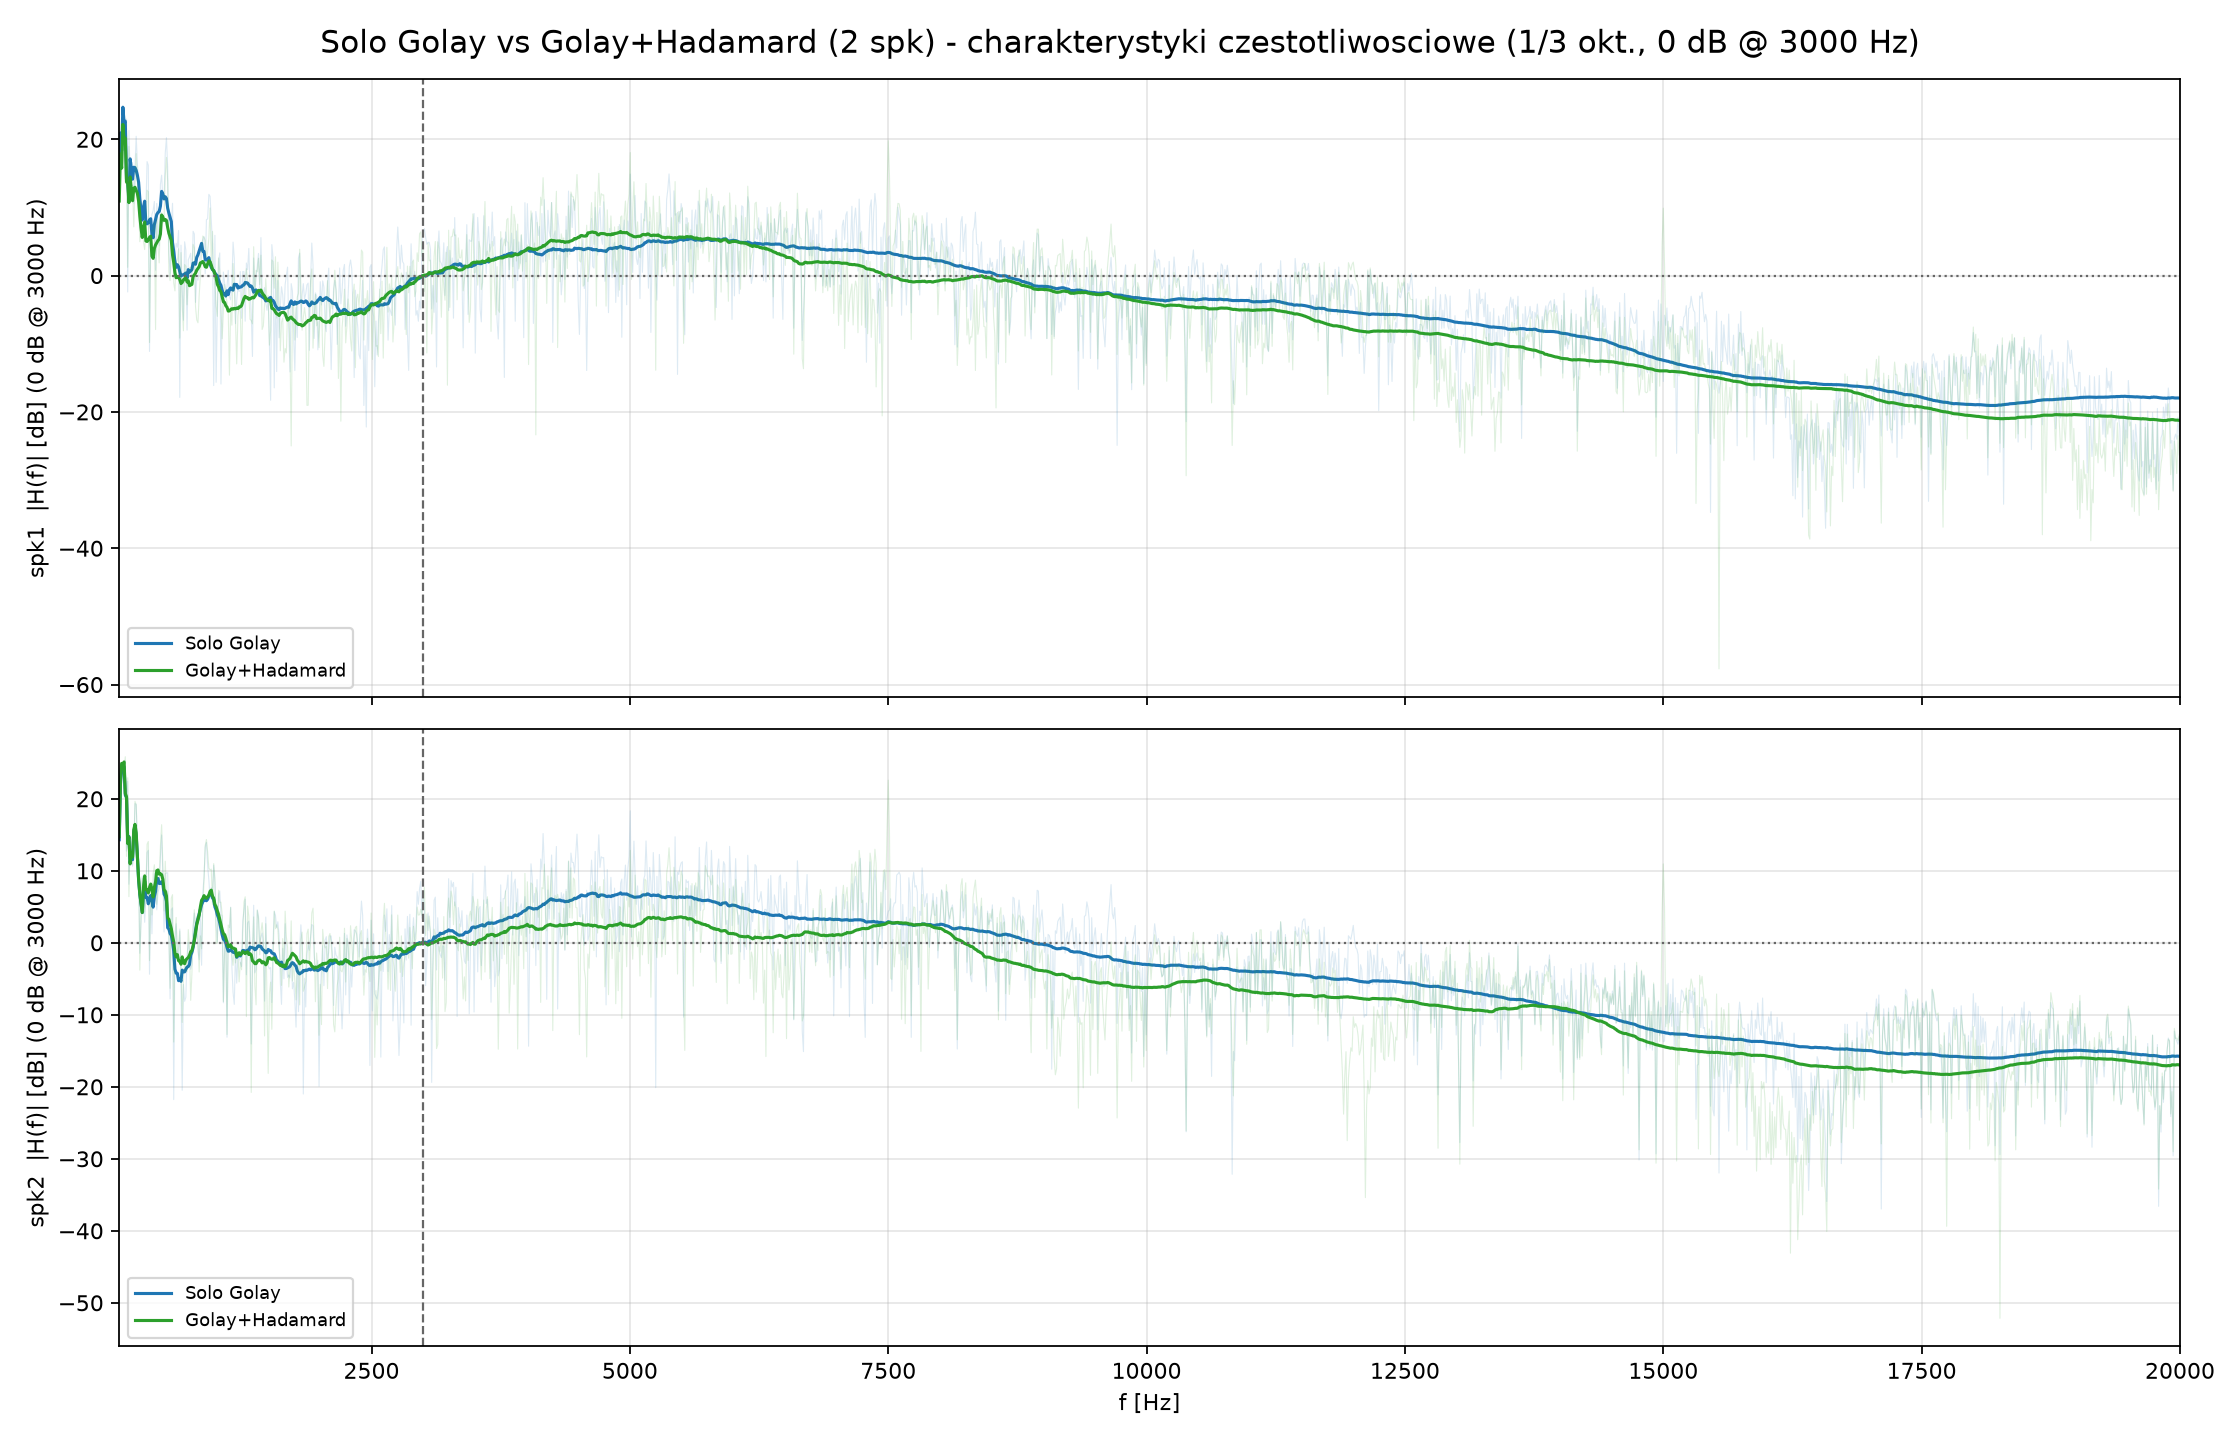 Solo Golay vs Golay+Hadamard (2 spk) - charakterystyki czestotliwosciowe (1/3 okt., 0 dB @ 3000 Hz)
spk1 |H(f)| [dB] (0 dB @ 3000 Hz)
20
0
−20
−40
−60
Solo Golay
Golay+Hadamard
spk2 |H(f)| [dB] (0 dB @ 3000 Hz)
20
10
0
−10
−20
−30
−40
−50
Solo Golay
Golay+Hadamard
2500 5000 7500 10000 12500 15000 17500 20000
f [Hz]